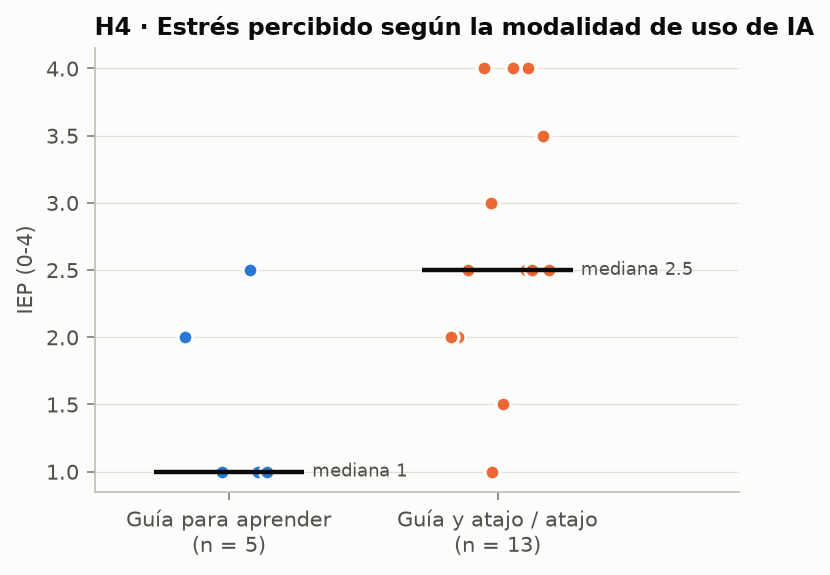 H4 · Estrés percibido según la modalidad de uso de IA
IEP (0-4)
4.0
3.5
3.0
2.5
2.0
1.5
1.0
mediana 2.5
mediana 1
Guía para aprender
(n = 5)
Guía y atajo / atajo
(n = 13)